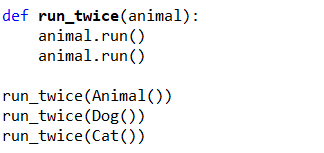 def run_twice(animal):
    animal.run()
    animal.run()

run_twice(Animal())
run_twice(Dog())
run_twice(Cat())